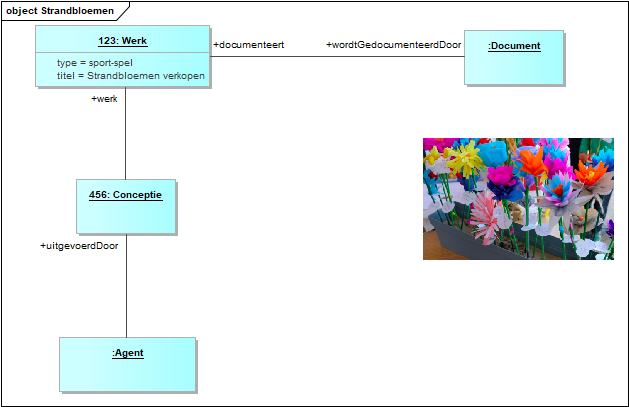 object Strandbloemen
123: Werk
type = sport-spel
titel = Strandbloemen verkopen
+documenteert
+wordtGedocumenteerdDoor
:Document
+werk
456: Conceptie
+uitgevoerdDoor
:Agent